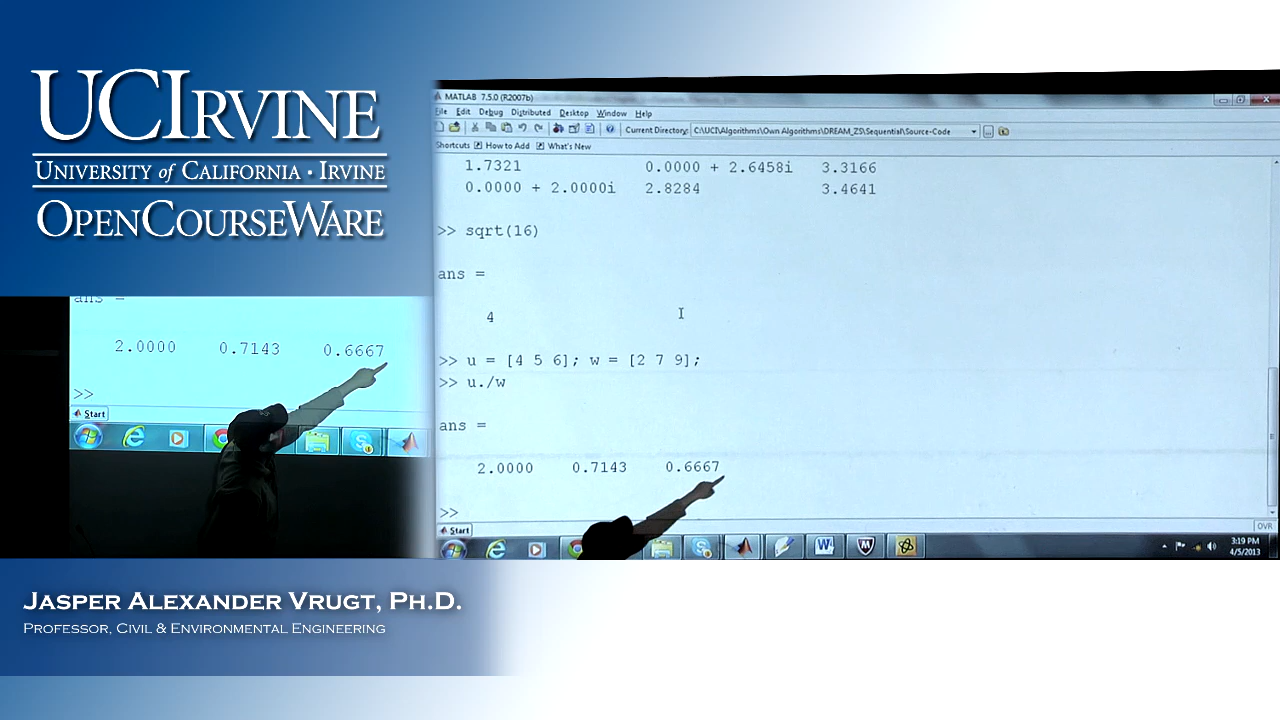 UCIRVINE
UNIVERSITY of CALIFORNIA · IRVINE
OPENCOURSEWARE
ans =
2.0000 0.7143 0.6667
>>
Start
JASPER ALEXANDER VRUGT, PH.D.
PROFESSOR, CIVIL & ENVIRONMENTAL ENGINEERING
MATLAB 7.5.0 (R2007b)
File Edit Debug Distributed Desktop Window Help
Current Directory: C:\UCI\Algorithms\Own Algorithms\DREAM_ZS\Sequential\Source-Code
Shortcuts How to Add What's New
1.7321 0.0000 + 2.6458i 3.3166
0.0000 + 2.0000i 2.8284 3.4641
>> sqrt(16)
ans =
4
>> u = [4 5 6]; w = [2 7 9];
>> u./w
ans =
2.0000 0.7143 0.6667
>>
Start
OVR
3:19 PM
4/5/2013